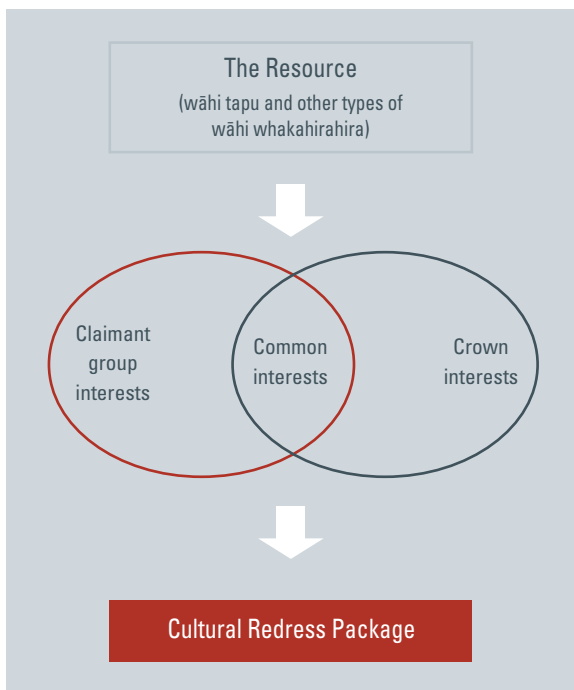 The Resource
(wāhi tapu and other types of
wāhi whakahirahira)
Claimant
group
interests
Common
interests
Crown
interests
Cultural Redress Package